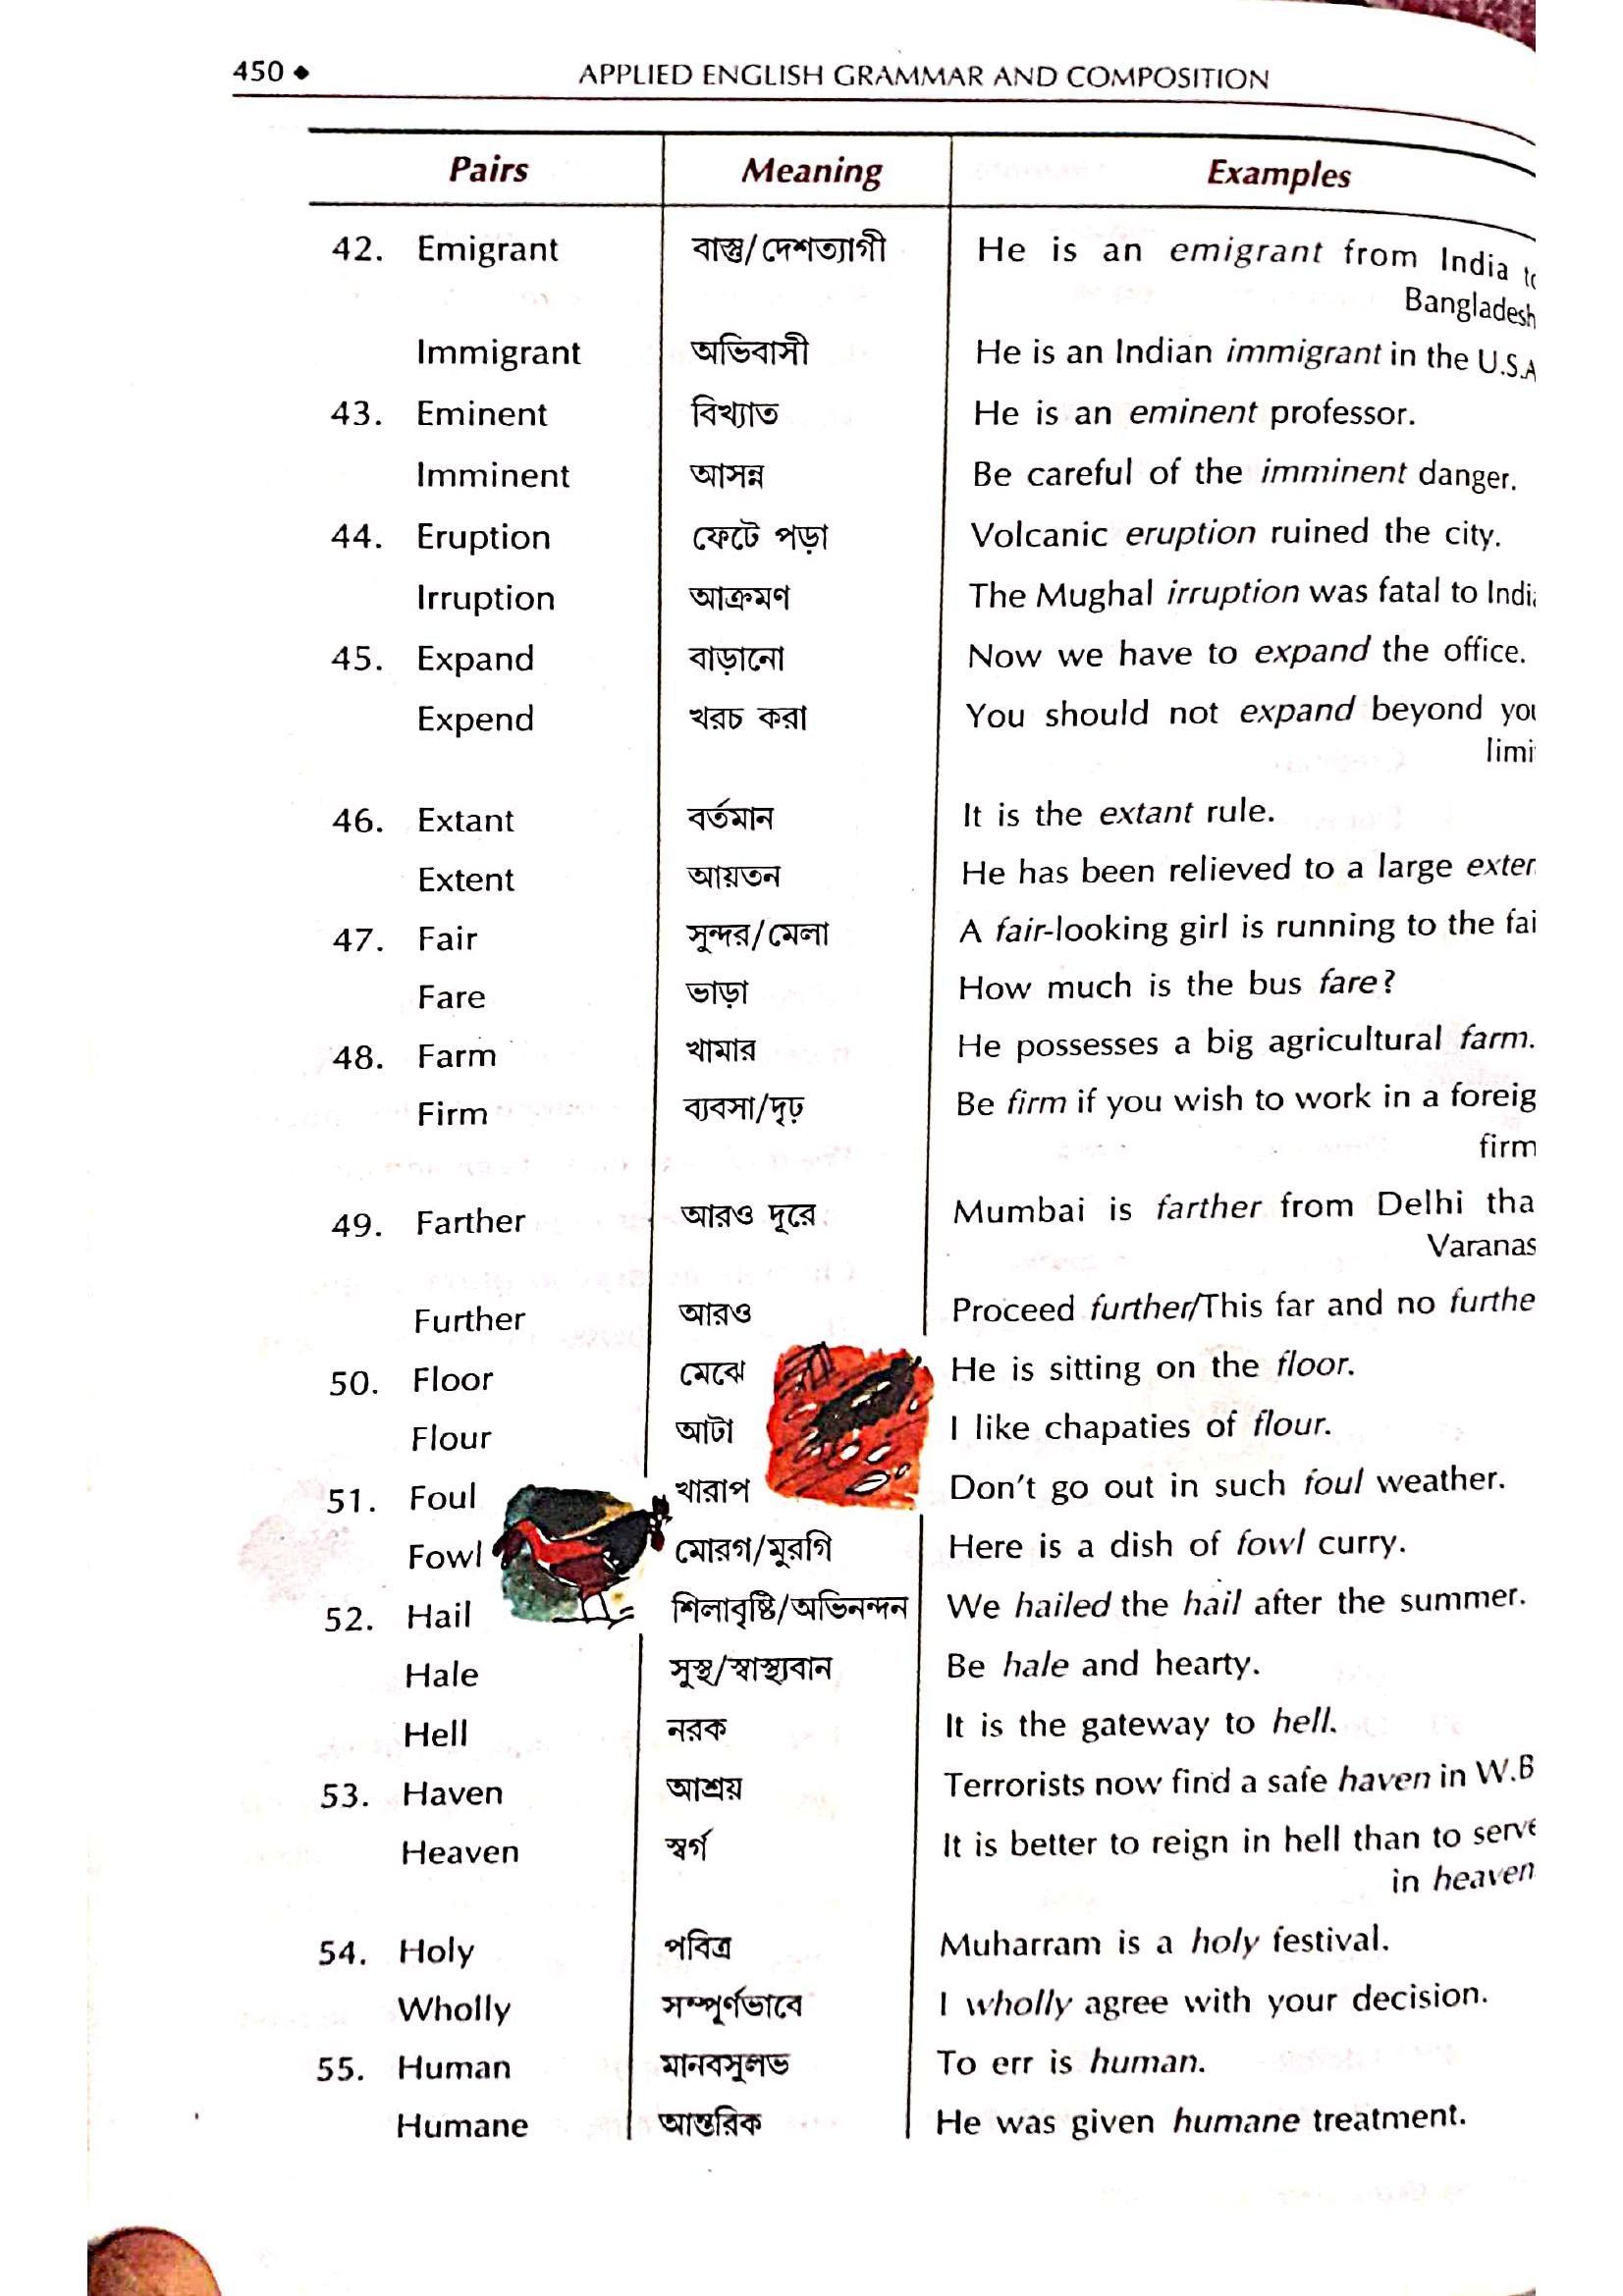 450 ◆ APPLIED ENGLISH GRAMMAR AND COMPOSITION
Pairs Meaning Examples
42. Emigrant বাস্তু/দেশত্যাগী He is an emigrant from India to
Bangladesh
Immigrant অভিবাসী He is an Indian immigrant in the U.S.A
43. Eminent বিখ্যাত He is an eminent professor.
Imminent আসন্ন Be careful of the imminent danger.
44. Eruption ফেটে পড়া Volcanic eruption ruined the city.
Irruption আক্রমণ The Mughal irruption was fatal to India
45. Expand বাড়ানো Now we have to expand the office.
Expend খরচ করা You should not expand beyond you
limi
46. Extant বর্তমান It is the extant rule.
Extent আয়তন He has been relieved to a large exten
47. Fair সুন্দর/মেলা A fair-looking girl is running to the fai
Fare ভাড়া How much is the bus fare?
48. Farm খামার He possesses a big agricultural farm.
Firm ব্যবসা/দৃঢ় Be firm if you wish to work in a foreig
firm
49. Farther আরও দূরে Mumbai is farther from Delhi tha
Varanas
Further আরও Proceed further/This far and no furthe
50. Floor মেঝে He is sitting on the floor.
Flour আটা I like chapaties of flour.
51. Foul খারাপ Don't go out in such foul weather.
Fowl মোরগ/মুরগি Here is a dish of fowl curry.
52. Hail শিলাবৃষ্টি/অভিনন্দন We hailed the hail after the summer.
Hale সুস্থ/স্বাস্থ্যবান Be hale and hearty.
Hell নরক It is the gateway to hell.
53. Haven আশ্রয় Terrorists now find a safe haven in W.B
Heaven স্বর্গ It is better to reign in hell than to serve
in heaven
54. Holy পবিত্র Muharram is a holy festival.
Wholly সম্পূর্ণভাবে I wholly agree with your decision.
55. Human মানবসুলভ To err is human.
Humane আন্তরিক He was given humane treatment.